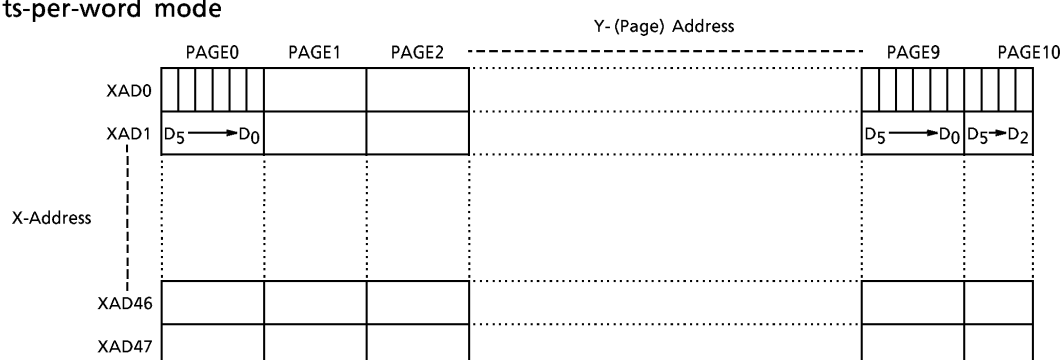 ts-per-word mode
Y- (Page) Address
PAGE0 PAGE1 PAGE2 PAGE9 PAGE10
XAD0
XAD1 D5 D0 D5 D0 D5 D2
X-Address
XAD46
XAD47